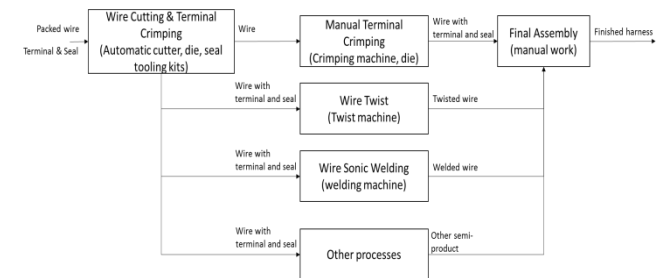 Packed wire
Terminal & Seal
Wire Cutting & Terminal
Crimping
(Automatic cutter, die, seal
tooling kits)
Wire
Manual Terminal
Crimping
(Crimping machine, die)
Wire with
terminal and seal
Final Assembly
(manual work)
Finished harness
Wire with
terminal and seal
Wire Twist
(Twist machine)
Twisted wire
Wire with
terminal and seal
Wire Sonic Welding
(welding machine)
Welded wire
Wire with
terminal and seal
Other processes
Other semi-
product